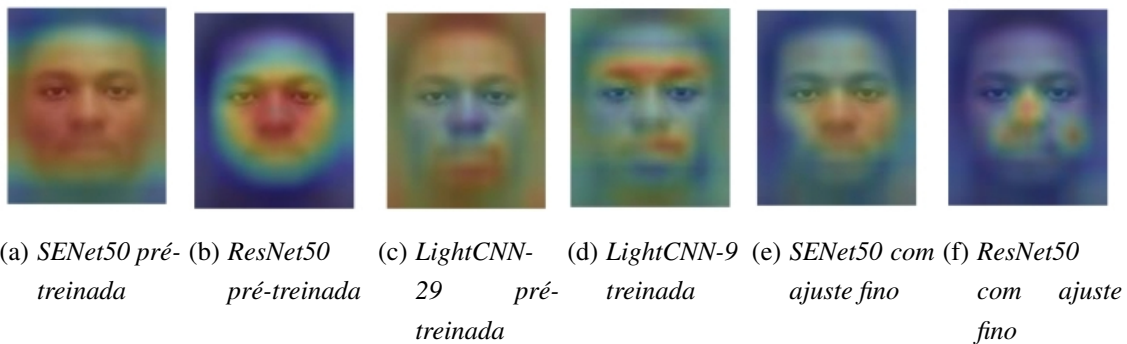 (a) SENet50 pré-
treinada
(b) ResNet50
pré-treinada
(c) LightCNN-
29 pré-
treinada
(d) LightCNN-9
treinada
(e) SENet50 com
ajuste fino
(f) ResNet50
com ajuste
fino